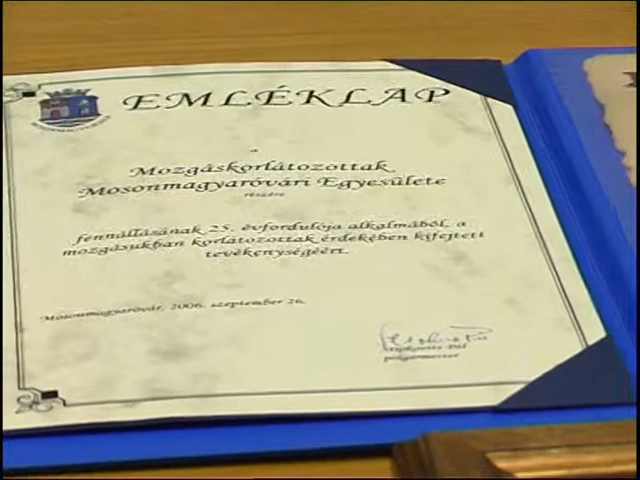 EMLÉKLAP
a
Mozgáskorlátozottak
Mosonmagyaróvári Egyesülete
részére
fennállásának 25. évfordulója alkalmából, a
mozgásukban korlátozottak érdekében kifejtett
tevékenységéért.
Mosonmagyaróvár, 2006. szeptember 26.
Pál
polgármester